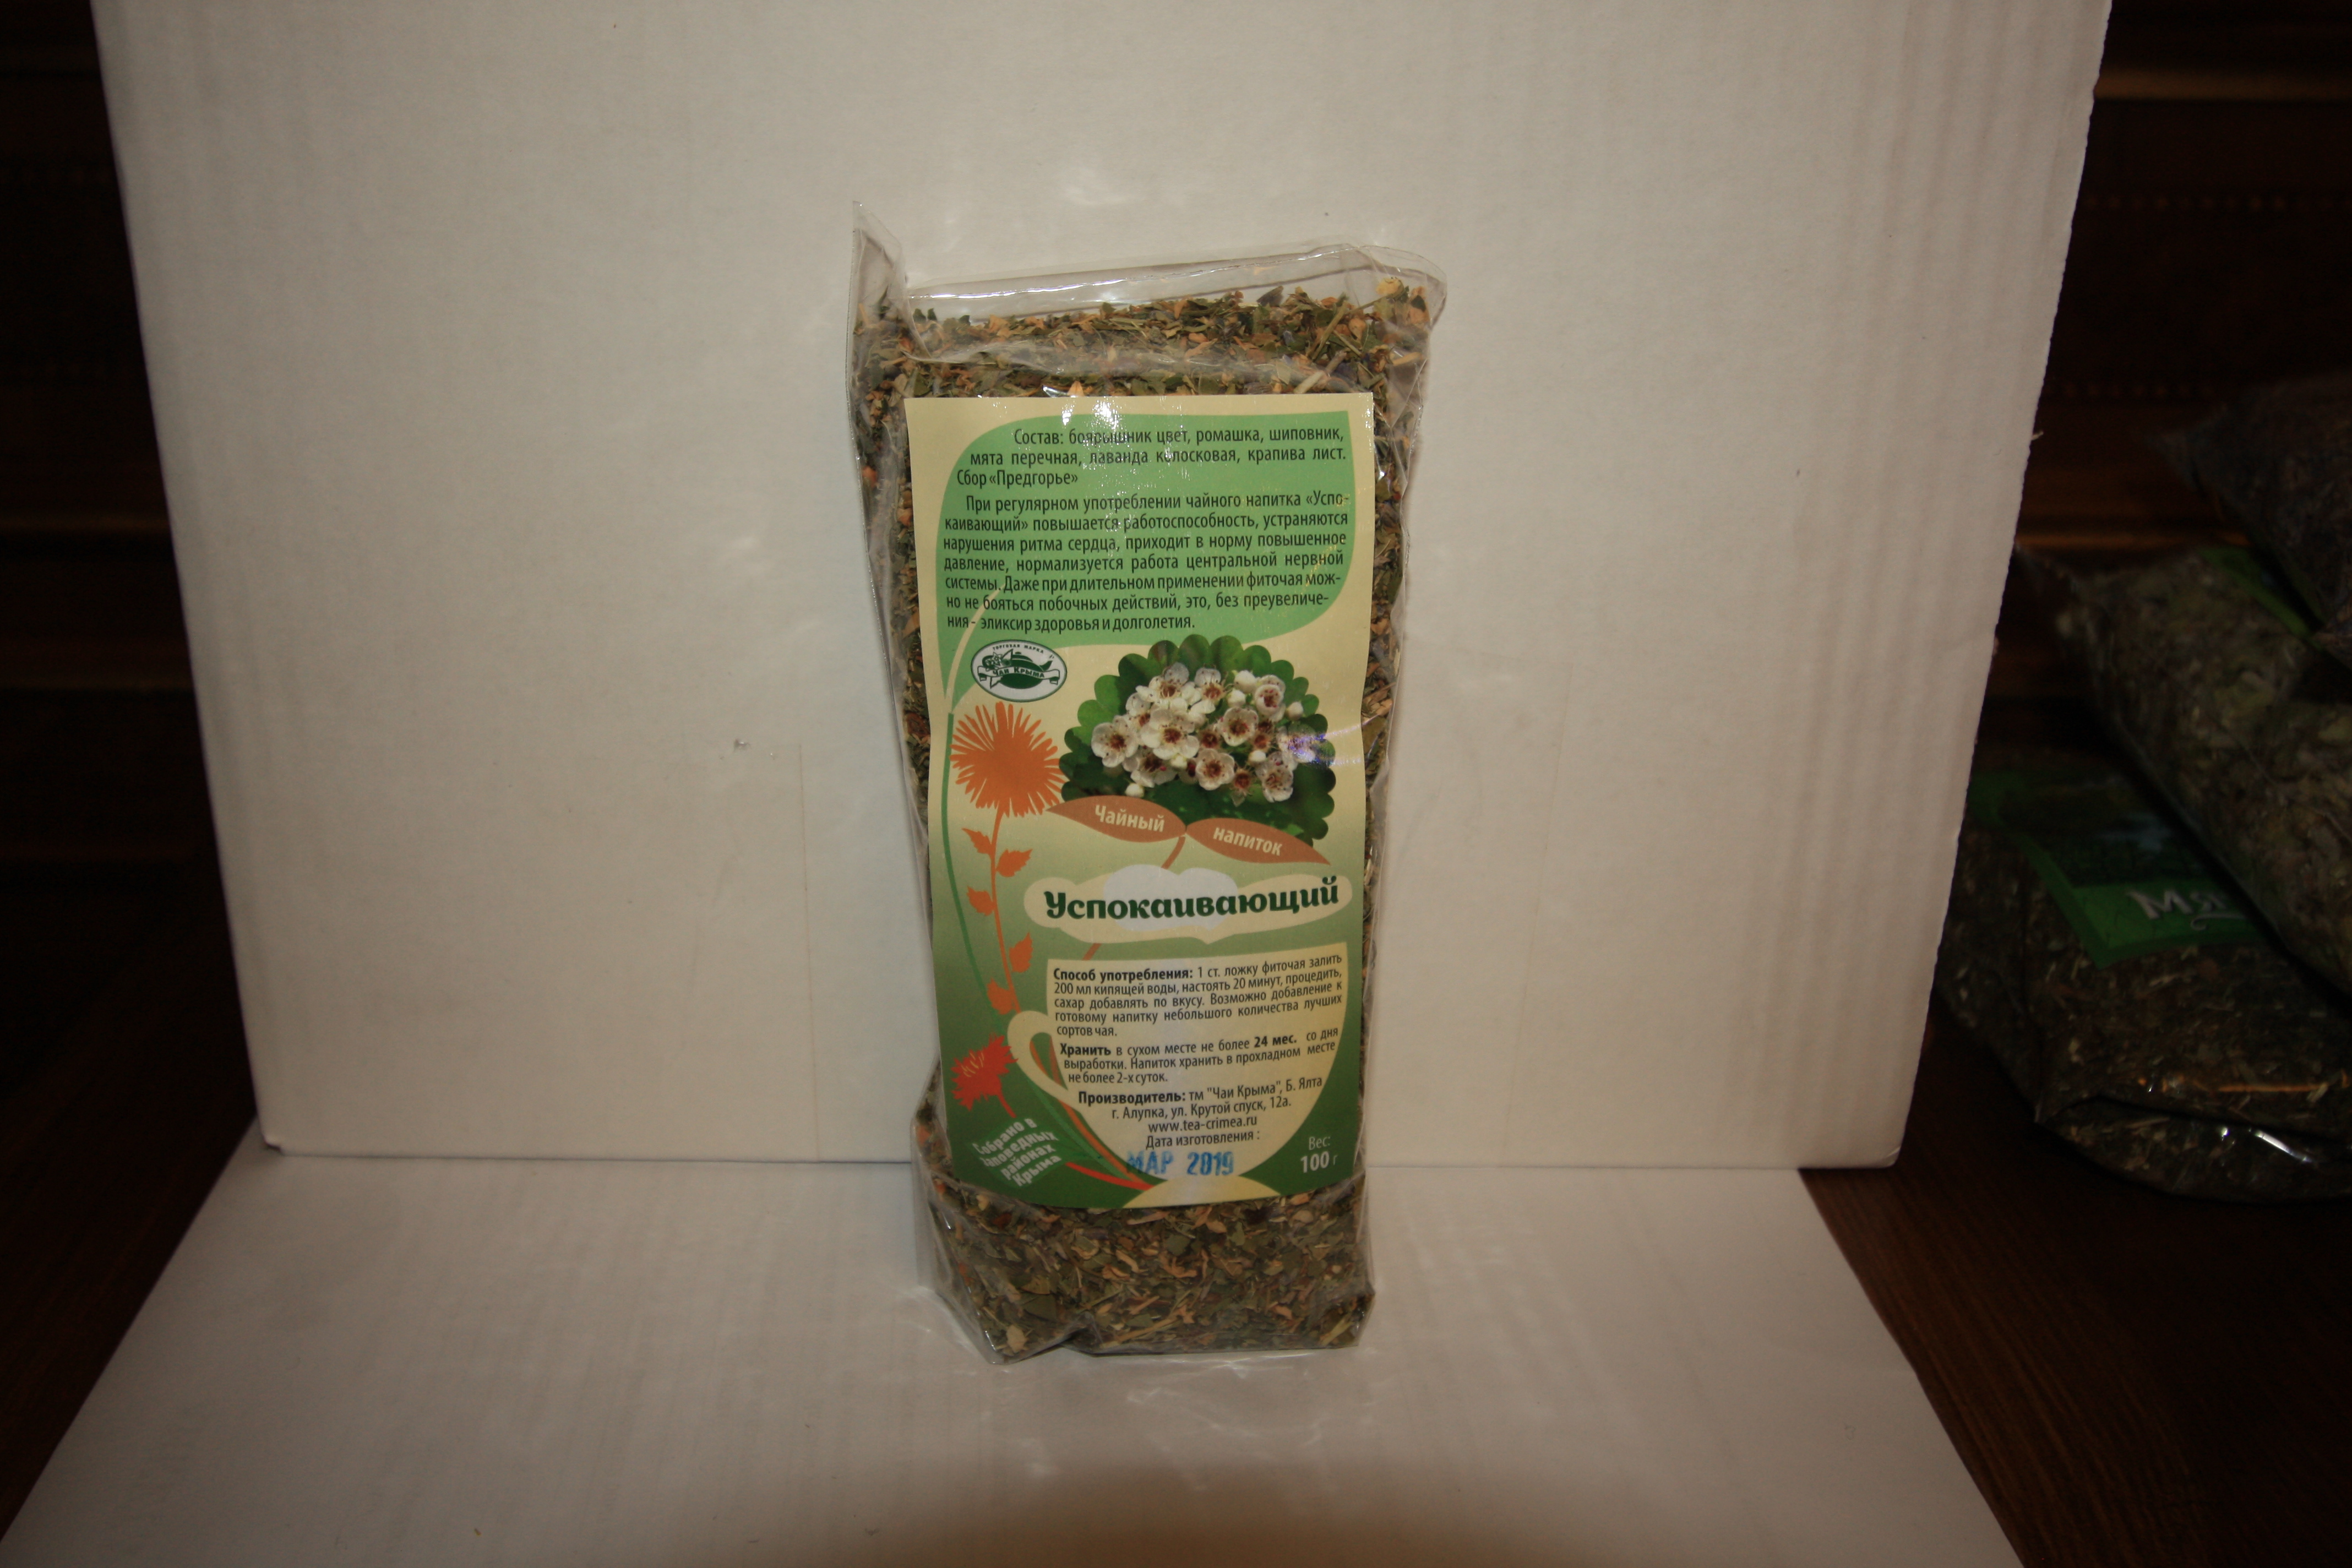 Состав: боярышник цвет, ромашка, шиповник,
мята перечная, лаванда колосковая, крапива лист.
Сбор «Предгорье»
При регулярном употреблении чайного напитка «Успо-
каивающий» повышается работоспособность, устраняются
нарушения ритма сердца, приходит в норму повышенное
давление, нормализуется работа центральной нервной
системы. Даже при длительном применении фиточая мож-
но не бояться побочных действий, это, без преувеличе-
ния - эликсир здоровья и долголетия.
ТОРГОВАЯ МАРКА
ЧАИ КРЫМА
Чайный напиток
Успокаивающий
Способ употребления: 1 ст. ложку фиточая залить
200 мл кипящей воды, настоять 20 минут, процедить,
сахар добавлять по вкусу. Возможно добавление к
готовому напитку небольшого количества лучших
сортов чая.
Хранить в сухом месте не более 24 мес. со дня
выработки. Напиток хранить в прохладном месте
не более 2-х суток.
Производитель: тм "Чаи Крыма", Б. Ялта
г. Алупка, ул. Крутой спуск, 12а.
www.tea-crimea.ru
Дата изготовления :
МАР 2019
Вес:
100 г
Собрано в
заповедных
районах
Крыма